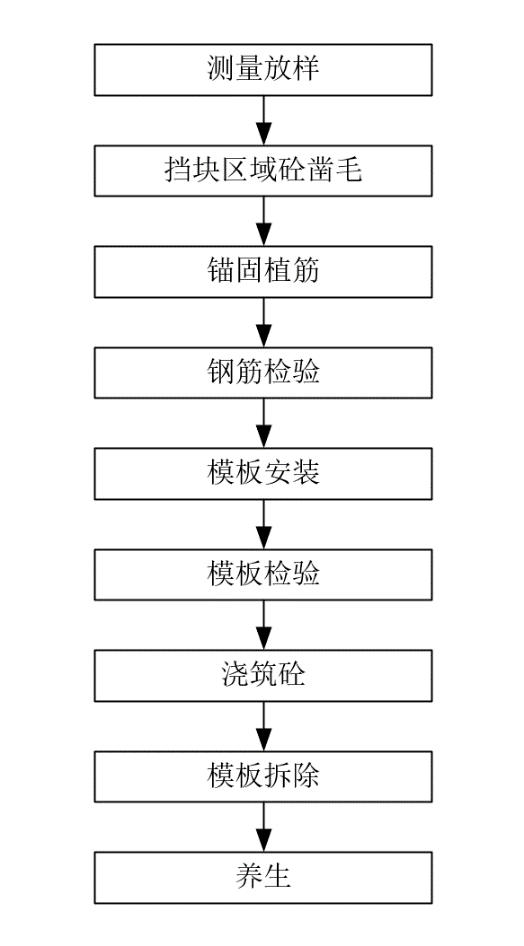 测量放样
挡块区域砼凿毛
锚固植筋
钢筋检验
模板安装
模板检验
浇筑砼
模板拆除
养生